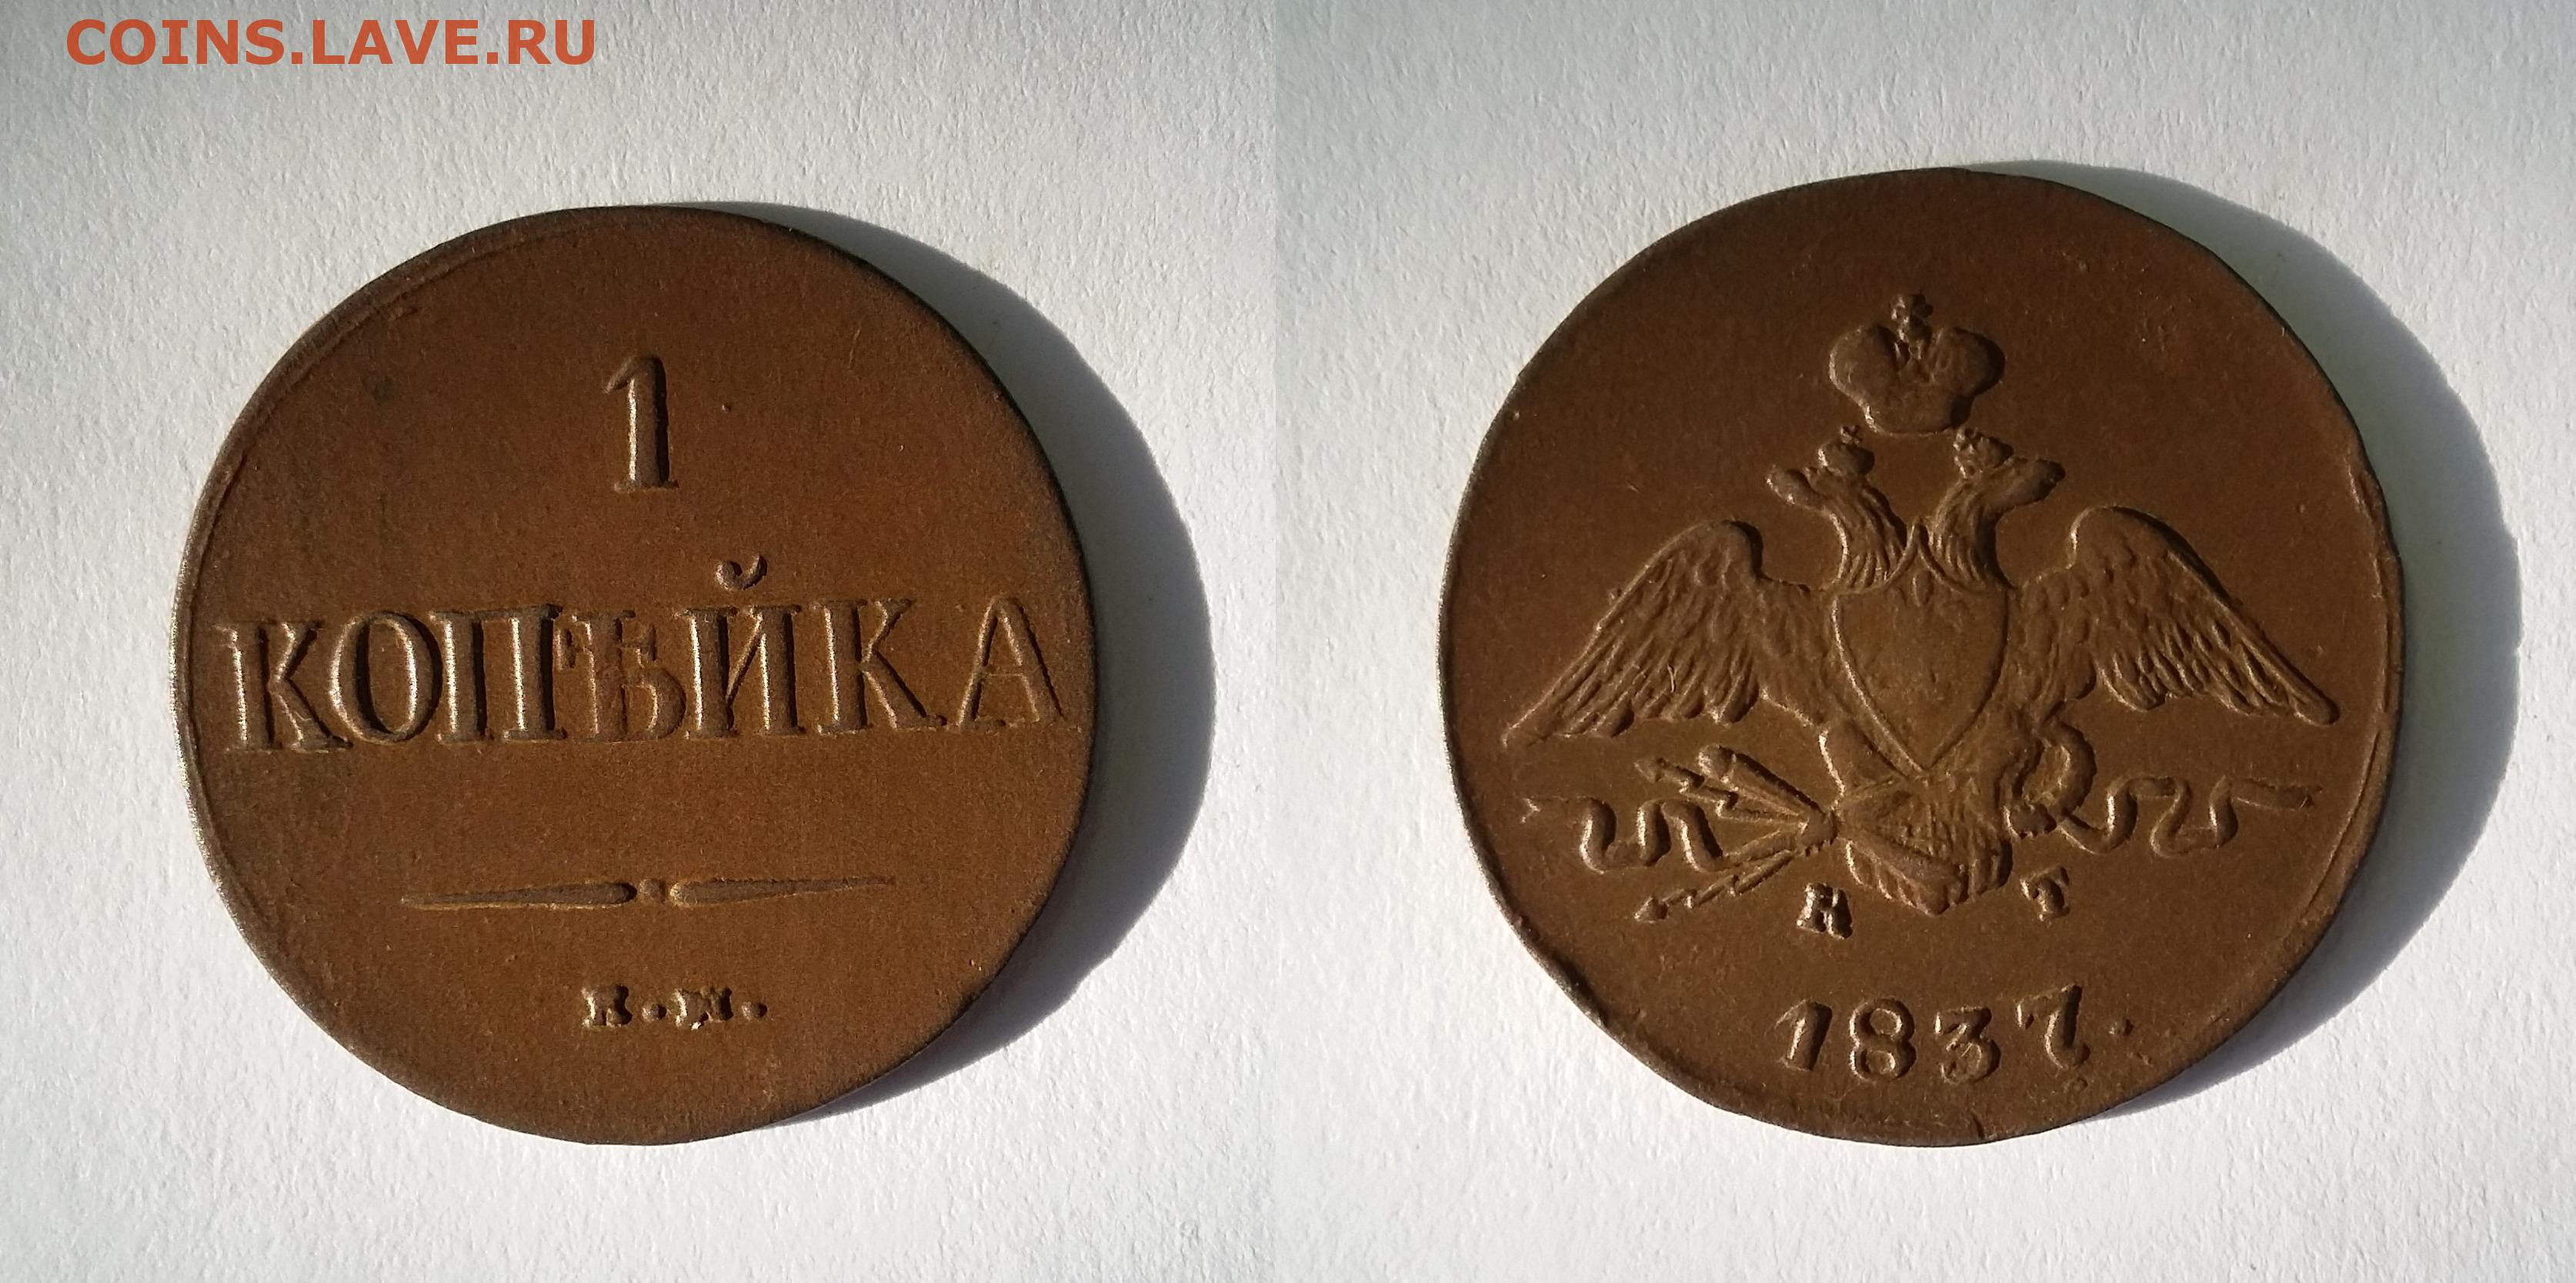 COINS.LAVE.RU
1
КОПѢЙКА
Е.М.
Н Т
1837.